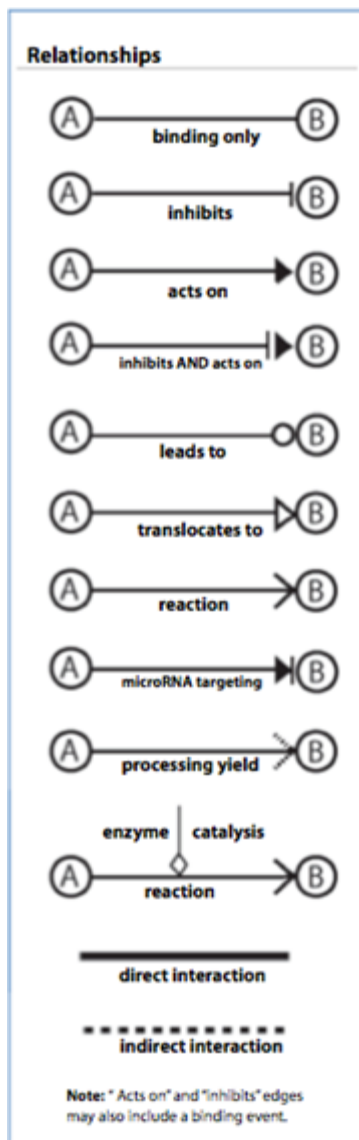 Relationships
A B
binding only
A B
inhibits
A B
acts on
A B
inhibits AND acts on
A B
leads to
A B
translocates to
A B
reaction
A B
microRNA targeting
A B
processing yield
enzyme catalysis
A B
reaction
direct interaction
indirect interaction
Note: " Acts on" and "inhibits" edges
may also include a binding event.